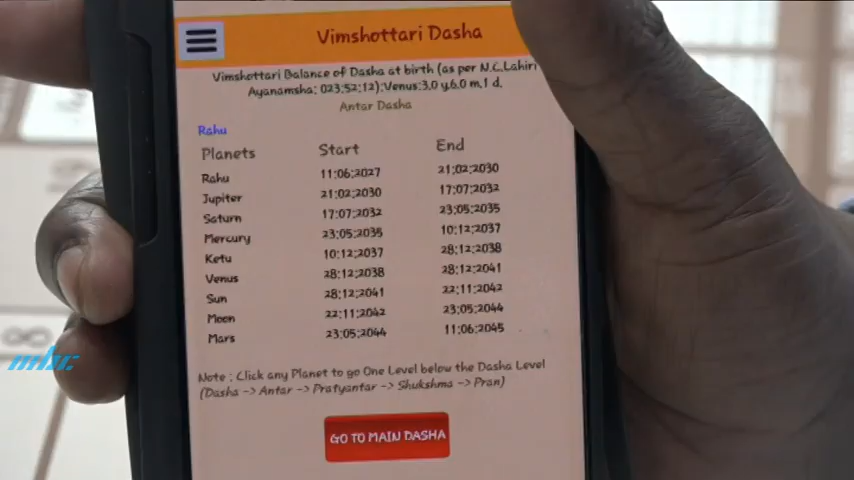 Vimshottari Dasha
Vimshottari Balance of Dasha at birth (as per N.C.Lahiri
Ayanamsha: 023:52:12):Venus:3.0 y,6.0 m,1 d.
Antar Dasha
Rahu
Planets Start End
Rahu 11:06:2027 21:02:2030
Jupiter 21:02:2030 17:07:2032
Saturn 17:07:2032 23:05:2035
Mercury 23:05:2035 10:12:2037
Ketu 10:12:2037 28:12:2038
Venus 28:12:2038 28:12:2041
Sun 28:12:2041 22:11:2042
Moon 22:11:2042 23:05:2044
Mars 23:05:2044 11:06:2045
Note : Click any Planet to go One Level below the Dasha Level
(Dasha -> Antar -> Pratyantar -> Shukshma -> Pran)
GO TO MAIN DASHA
mbc